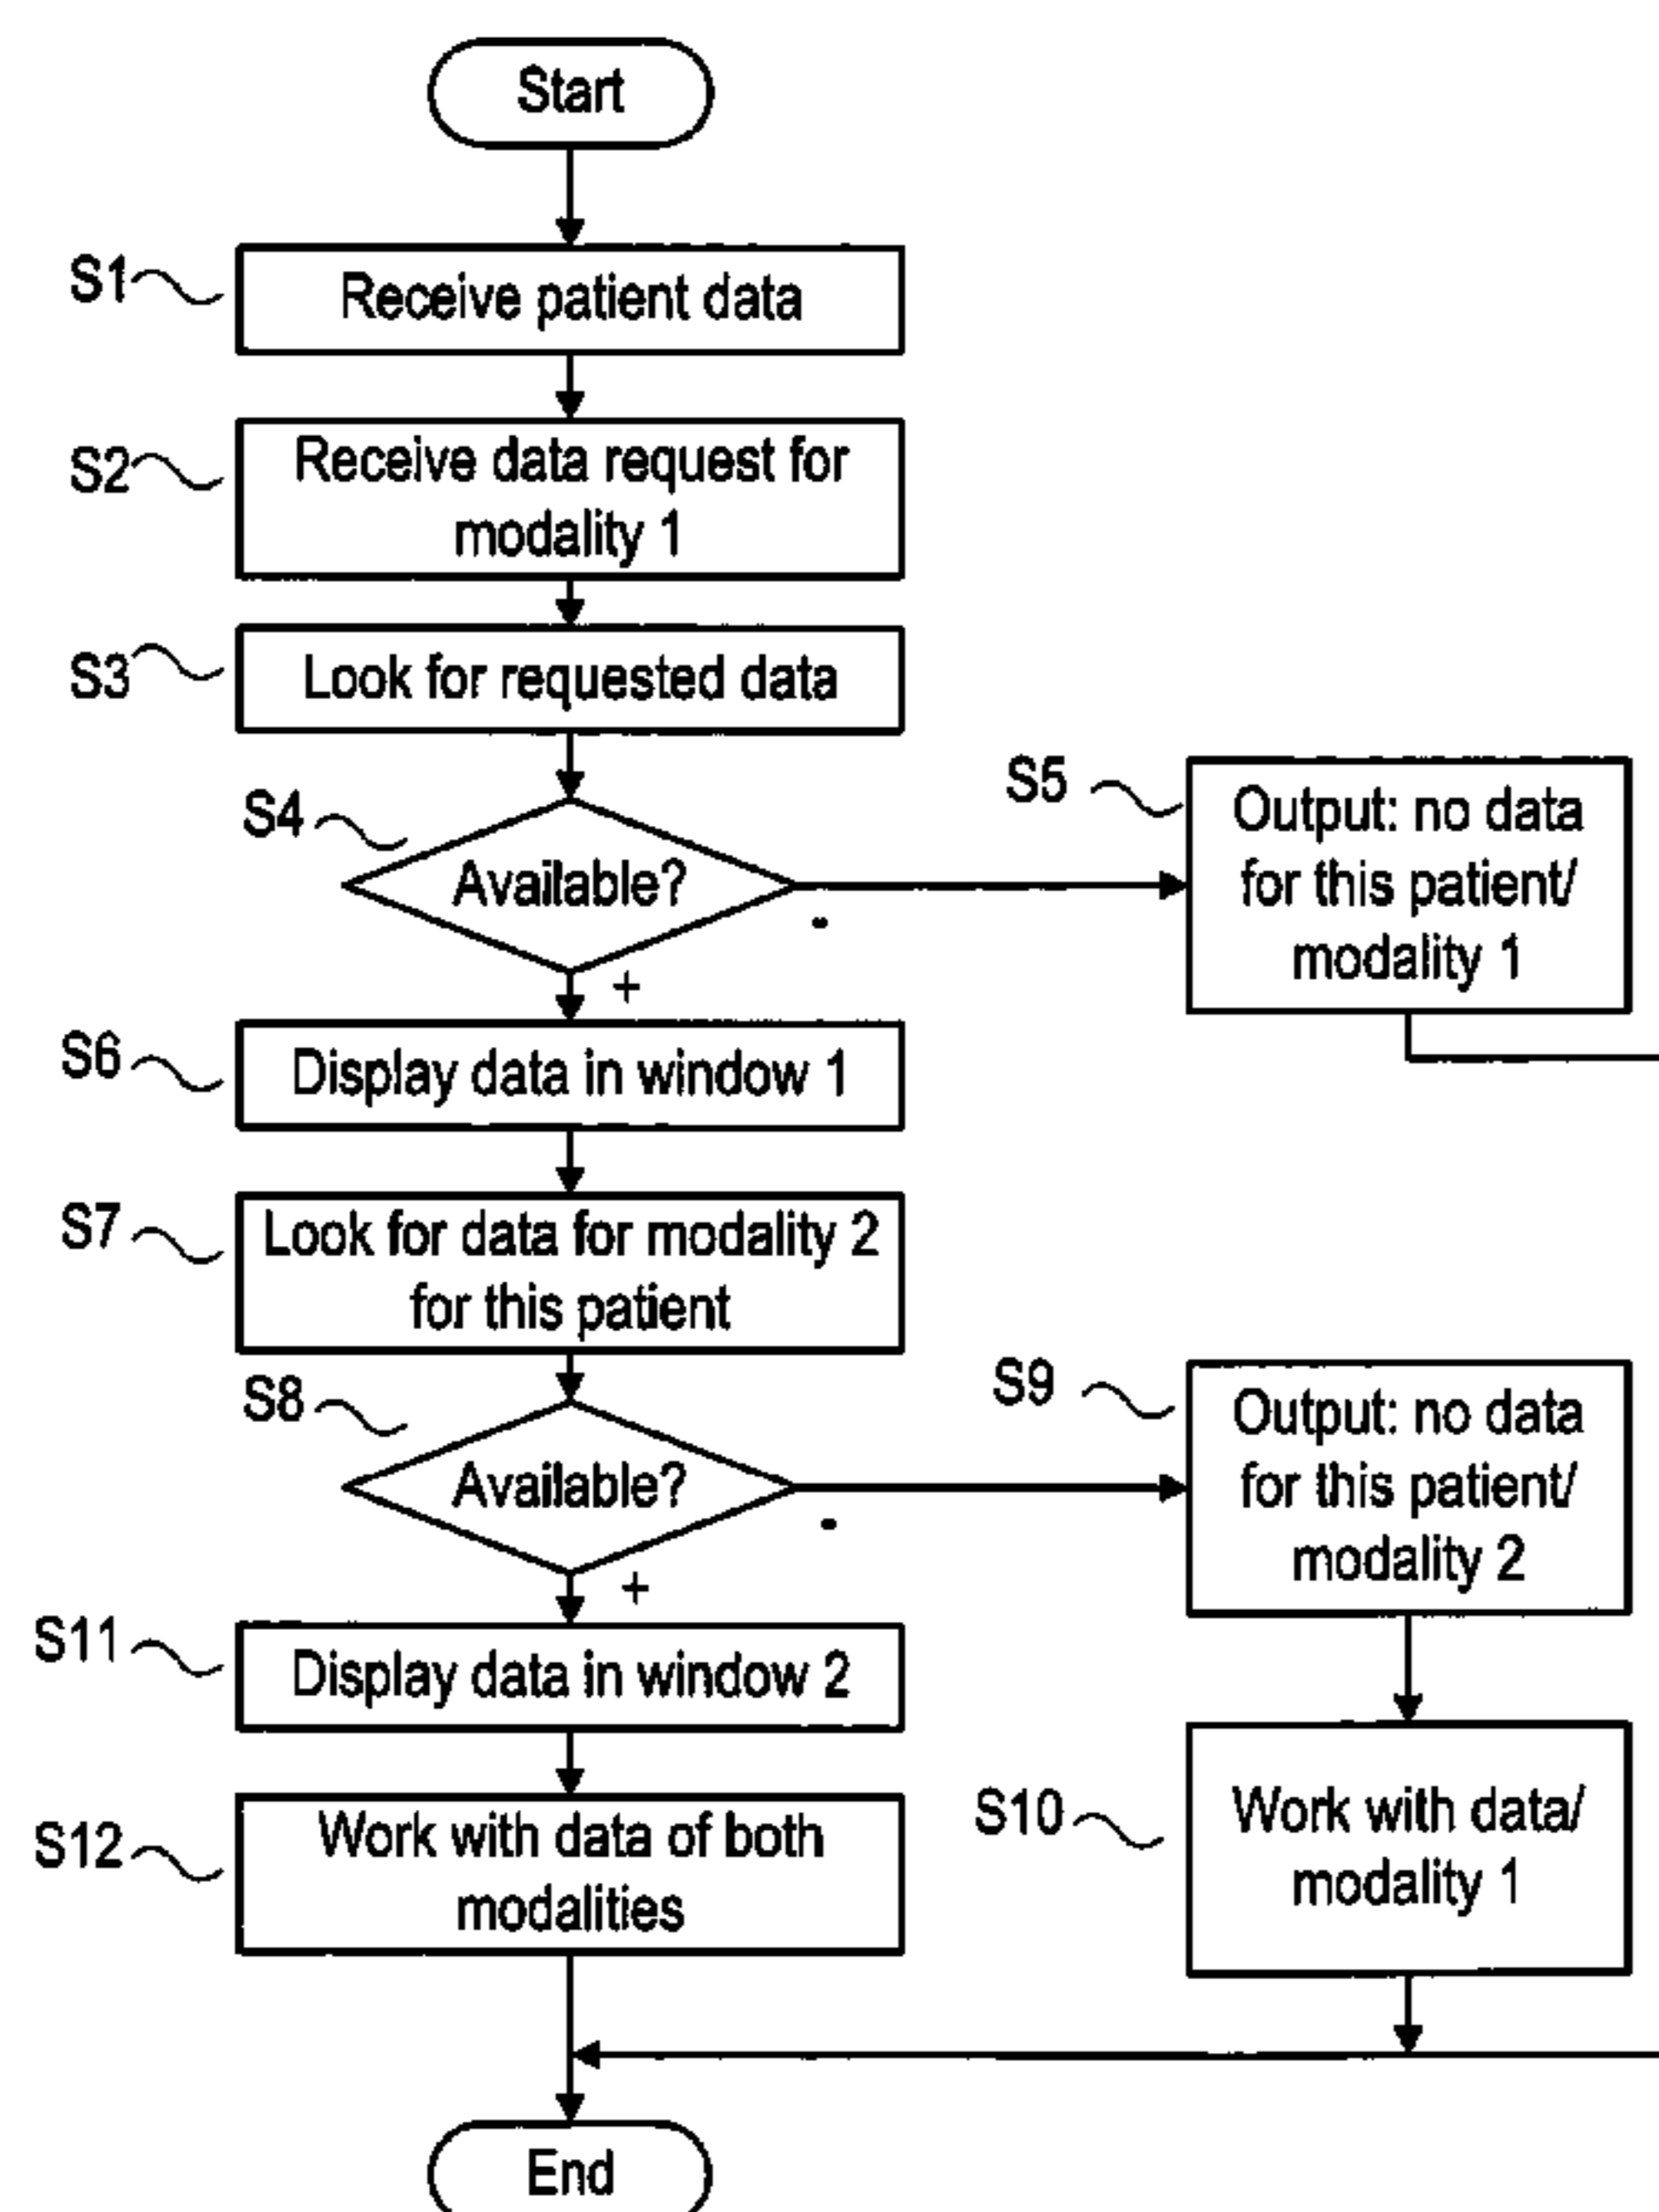 Start
S1
Receive patient data
S2
Receive data request for
modality 1
S3
Look for requested data
S4
Available?
-
+
S5
Output: no data
for this patient/
modality 1
S6
Display data in window 1
S7
Look for data for modality 2
for this patient
S8
Available?
-
+
S9
Output: no data
for this patient/
modality 2
S11
Display data in window 2
S10
Work with data/
modality 1
S12
Work with data of both
modalities
End